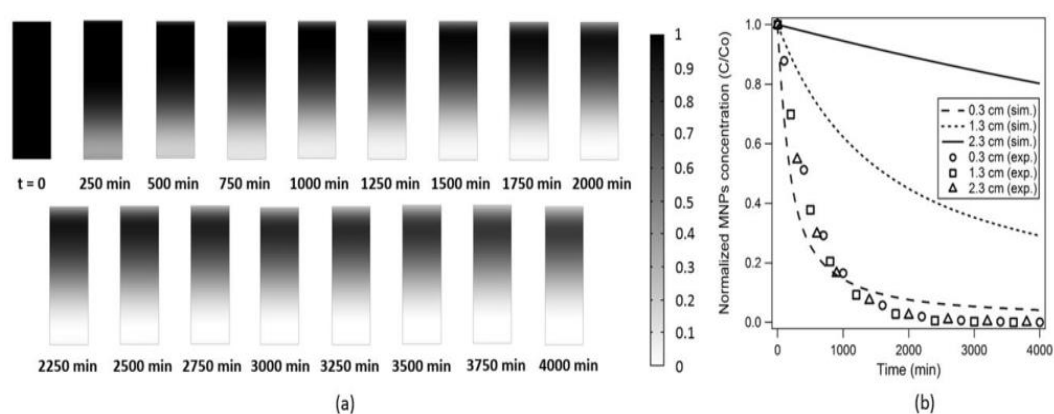 t = 0 250 min 500 min 750 min 1000 min 1250 min 1500 min 1750 min 2000 min
2250 min 2500 min 2750 min 3000 min 3250 min 3500 min 3750 min 4000 min
1
0.9
0.8
0.7
0.6
0.5
0.4
0.3
0.2
0.1
0
(a)
Normalized MNPs concentration (C/Co)
1.0
0.8
0.6
0.4
0.2
0.0
0.3 cm (sim.)
1.3 cm (sim.)
2.3 cm (sim.)
0.3 cm (exp.)
1.3 cm (exp.)
2.3 cm (exp.)
0 1000 2000 3000 4000
Time (min)
(b)